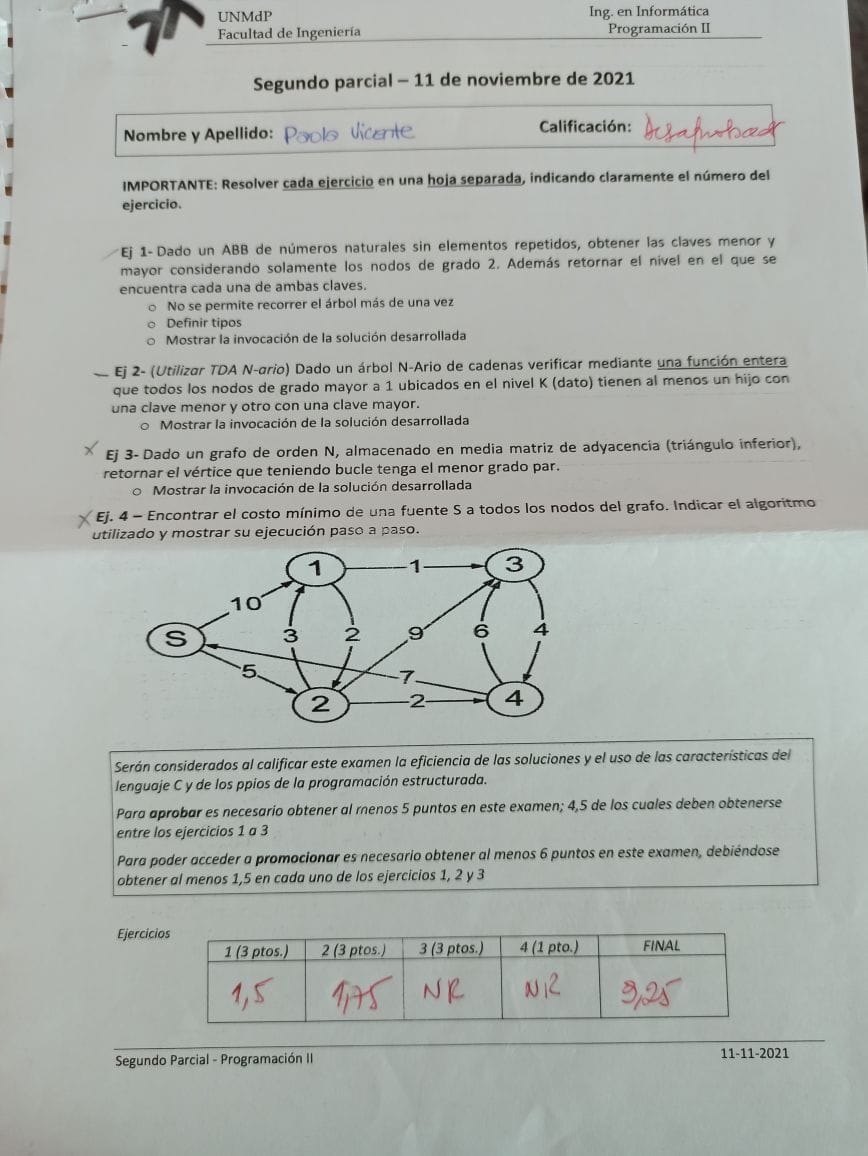 UNMdP
Facultad de Ingeniería
Ing. en Informática
Programación II
Segundo parcial – 11 de noviembre de 2021
Nombre y Apellido: Paolo Vicente
Calificación: Desaprobado
IMPORTANTE: Resolver cada ejercicio en una hoja separada, indicando claramente el número del
ejercicio.
Ej 1- Dado un ABB de números naturales sin elementos repetidos, obtener las claves menor y
mayor considerando solamente los nodos de grado 2. Además retornar el nivel en el que se
encuentra cada una de ambas claves.
o No se permite recorrer el árbol más de una vez
o Definir tipos
o Mostrar la invocación de la solución desarrollada
Ej 2- (Utilizar TDA N-ario) Dado un árbol N-Ario de cadenas verificar mediante una función entera
que todos los nodos de grado mayor a 1 ubicados en el nivel K (dato) tienen al menos un hijo con
una clave menor y otro con una clave mayor.
o Mostrar la invocación de la solución desarrollada
Ej 3- Dado un grafo de orden N, almacenado en media matriz de adyacencia (triángulo inferior),
retornar el vértice que teniendo bucle tenga el menor grado par.
o Mostrar la invocación de la solución desarrollada
Ej. 4 – Encontrar el costo mínimo de una fuente S a todos los nodos del grafo. Indicar el algoritmo
utilizado y mostrar su ejecución paso a paso.
1 1 3
10
S 3 2 9 6 4
5 7
2 2 4
Serán considerados al calificar este examen la eficiencia de las soluciones y el uso de las características del
lenguaje C y de los ppios de la programación estructurada.
Para aprobar es necesario obtener al menos 5 puntos en este examen; 4,5 de los cuales deben obtenerse
entre los ejercicios 1 a 3
Para poder acceder a promocionar es necesario obtener al menos 6 puntos en este examen, debiéndose
obtener al menos 1,5 en cada uno de los ejercicios 1, 2 y 3
Ejercicios
1 (3 ptos.) 2 (3 ptos.) 3 (3 ptos.) 4 (1 pto.) FINAL
1,5 1,75 NR NR 3,25
Segundo Parcial - Programación II
11-11-2021